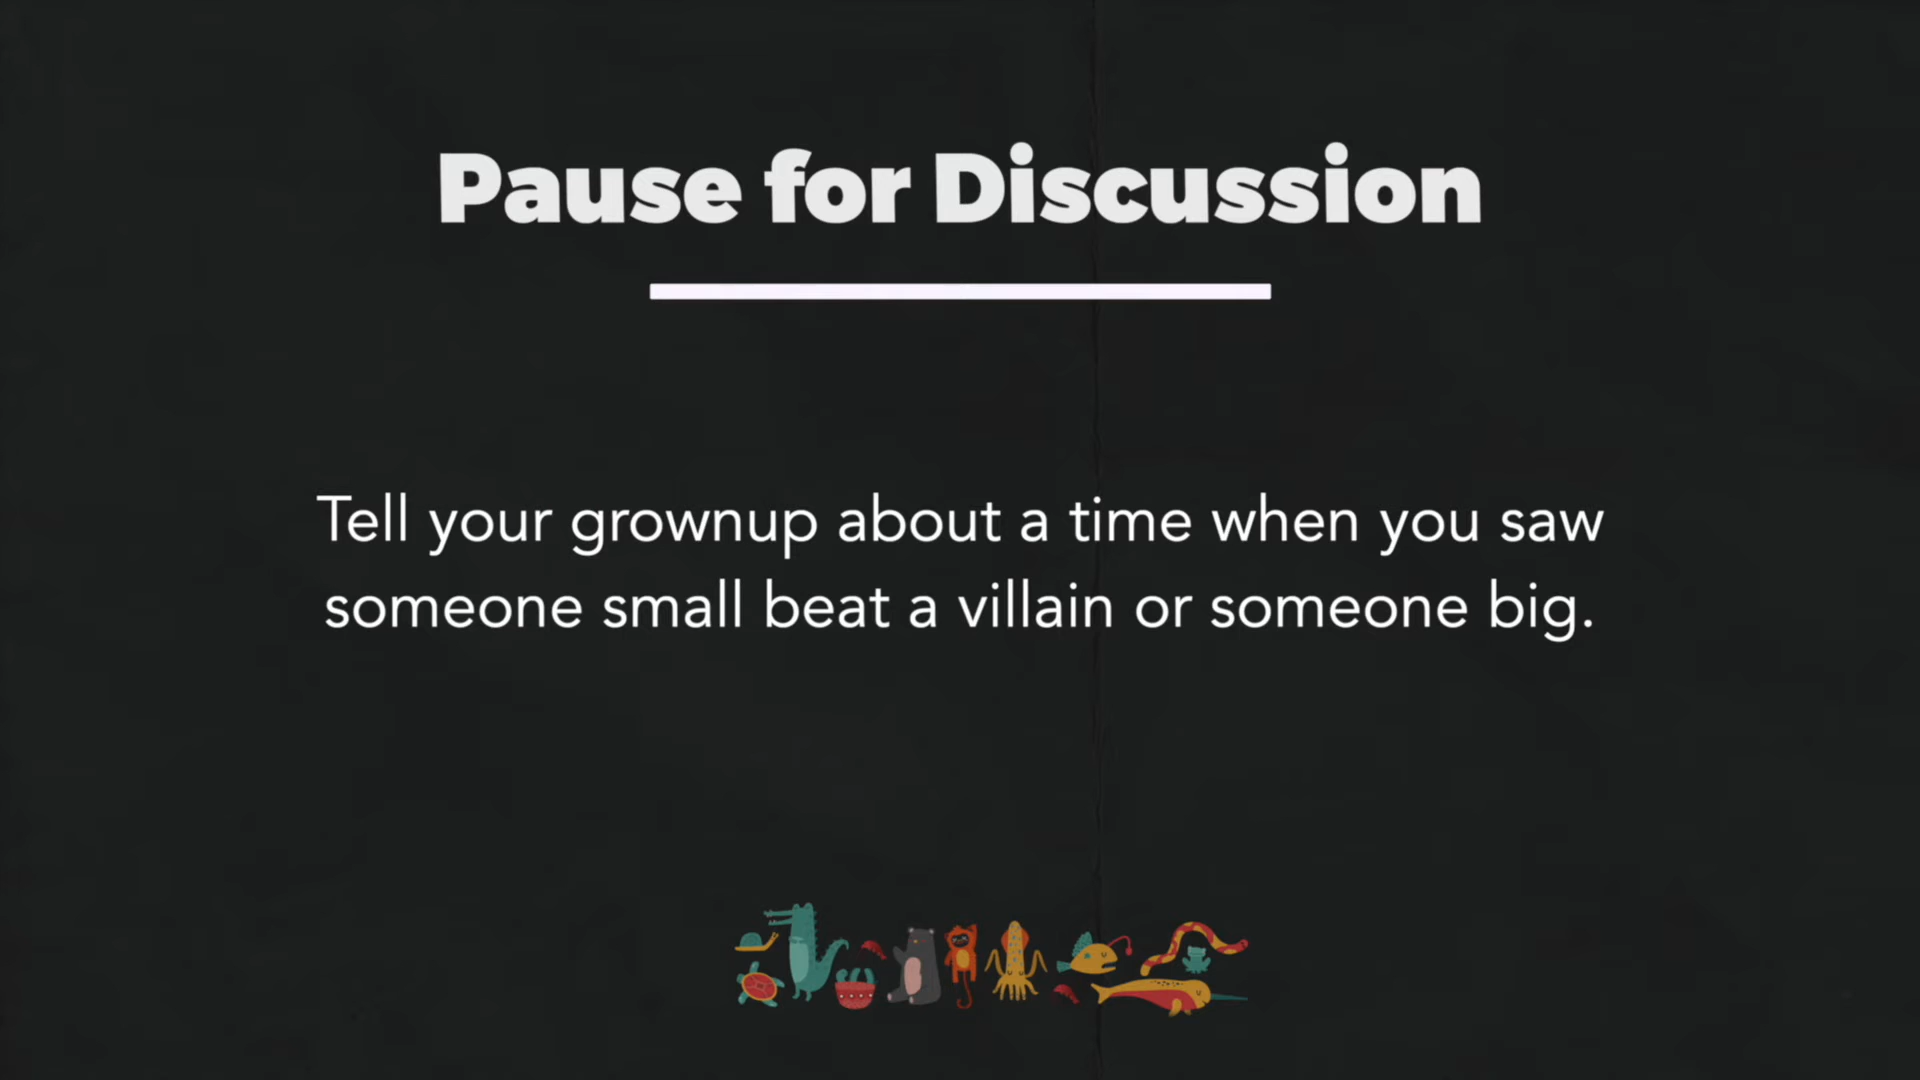 Pause for Discussion
Tell your grownup about a time when you saw
someone small beat a villain or someone big.